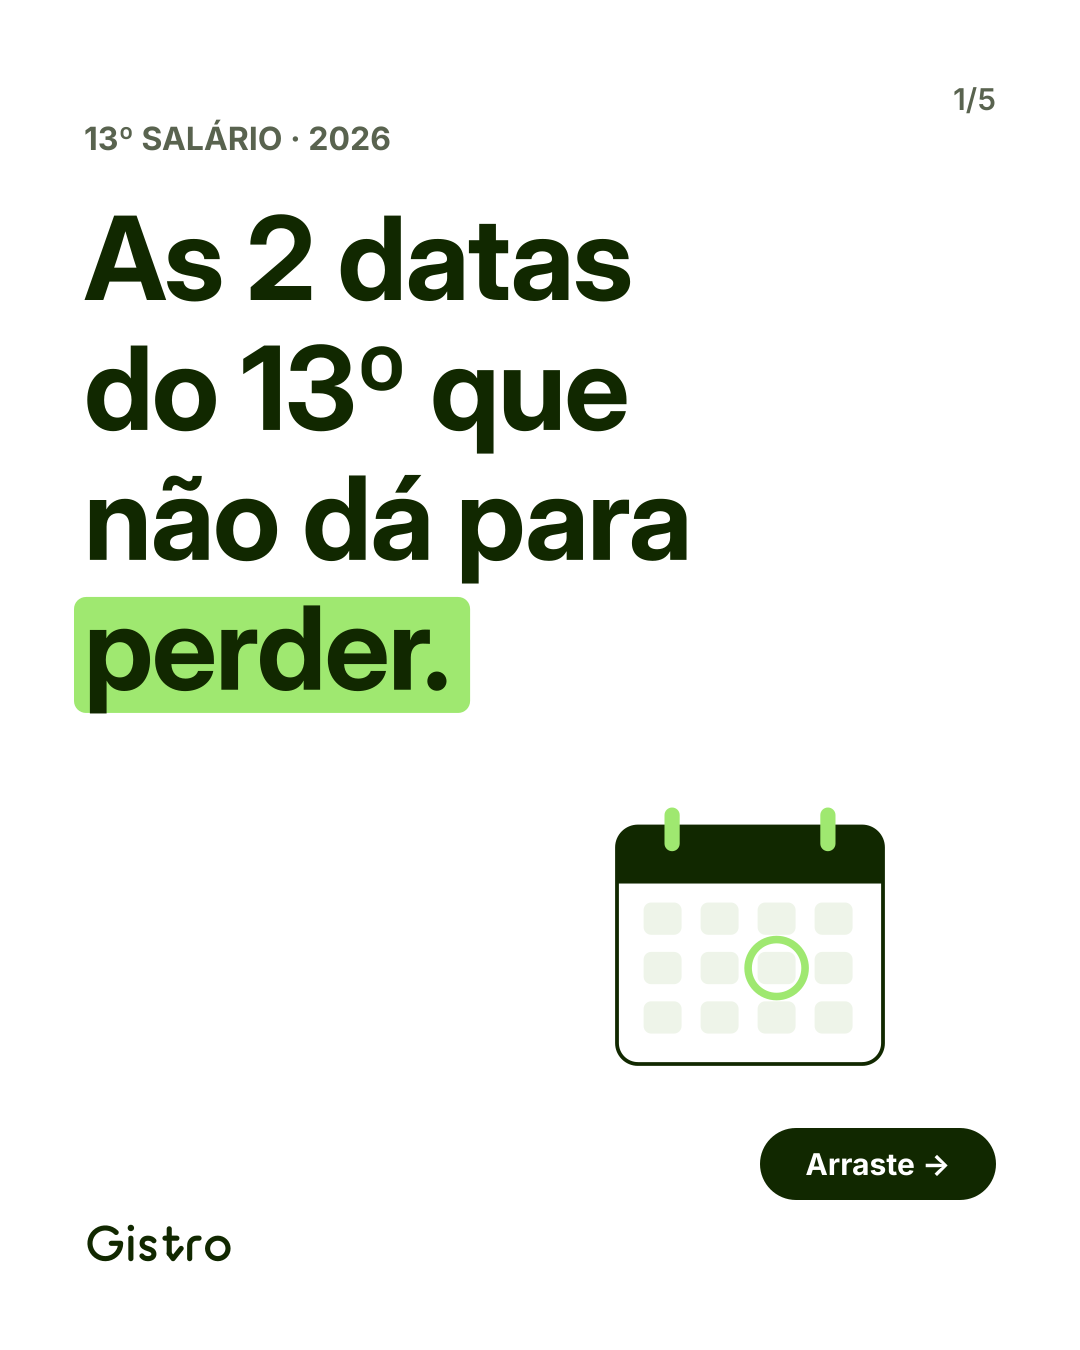 1/5
13º SALÁRIO · 2026
As 2 datas
do 13º que
não dá para
perder.
Arraste →
Gistro